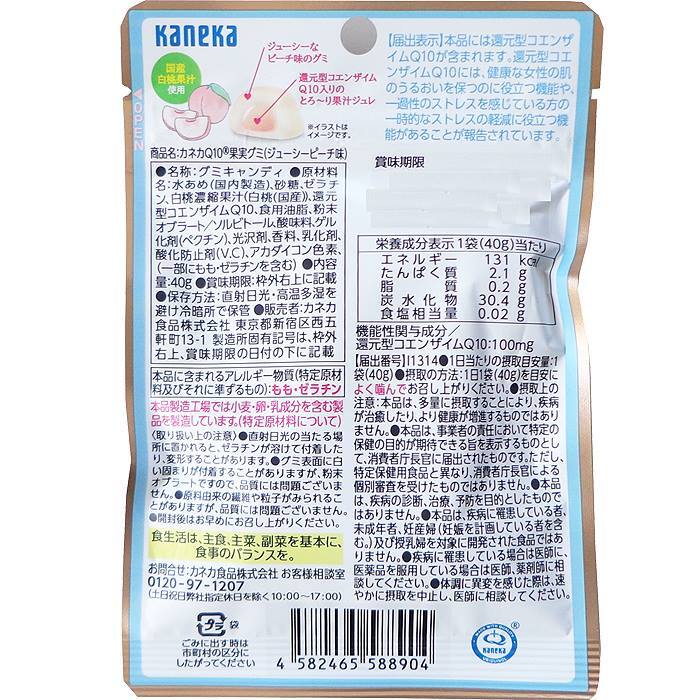 kaneka
国産
白桃果汁
使用
OPEN
ジューシーな
ピーチ味のグミ
還元型コエンザイム
Q10入りの
とろ〜り果汁ジュレ
※イラストは
イメージです。
【届出表示】本品には還元型コエンザ
イムQ10が含まれます。還元型コエンザイ
ムQ10には、健康な女性の肌
のうるおいを保つのに役立つ機能や、
一過性のストレスを感じている方の
一時的なストレスの軽減に役立つ機
能があることが報告されています。
商品名:カネカQ10®果実グミ(ジューシーピーチ味)
●名称:グミキャンディ ●原材料
名:水あめ(国内製造)、砂糖、ゼラチ
ン、白桃濃縮果汁(白桃(国産))、還元
型コエンザイムQ10、食用油脂、粉末
オブラート/ソルビトール、酸味料、ゲル
化剤(ペクチン)、光沢剤、香料、乳化剤、
酸化防止剤(V.C)、アカダイコン色素、
(一部にもも・ゼラチンを含む) ●内容
量:40g ●賞味期限:枠外右上に記載
●保存方法:直射日光・高温多湿を
避け冷暗所で保管 ●販売者:カネカ
食品株式会社 東京都新宿区西五
軒町13-1 製造所固有記号は、枠外
右上、賞味期限の日付の下に記載
賞味期限
栄養成分表示 1袋(40g)当たり
エネルギー 131 kcal
たんぱく質 2.1 g
脂質 0.2 g
炭水化物 30.4 g
食塩相当量 0.02 g
機能性関与成分/
還元型コエンザイムQ10:100mg
本品に含まれるアレルギー物質(特定原材
料及びそれに準ずるもの):もも・ゼラチン
本品製造工場では小麦・卵・乳成分を含む製
品を製造しています。(特定原材料について)
〈取り扱い上の注意〉●直射日光の当たる場
所に置かれると、ゼラチンが溶けて付着した
り、変形することがあります。●グミ表面に白
い固まりが付着することがありますが、粉末
オブラートですので、品質には問題ございま
せん。●原料由来の繊維や粒子がみられるこ
とがありますが、品質には問題ございません。
●開封後はお早めにお召し上がりください。
食生活は、主食、主菜、副菜を基本に、
食事のバランスを。
お問合せ:カネカ食品株式会社 お客様相談室
0120-97-1207
(土日祝日弊社指定休日を除く10:00〜17:00)
【届出番号】I1314 ●1日当たりの摂取目安量:1
袋(40g) ●摂取の方法:1日1袋(40g)を目安に
よく噛んでお召し上がりください。●摂取上の
注意:本品は、多量に摂取することにより、疾病
が治癒したり、より健康が増進するものではあり
ません。●本品は、事業者の責任において特定の
保健の目的が期待できる旨を表示するものとし
て、消費者庁長官に届出されたものです。ただし、
特定保健用食品と異なり、消費者庁長官による
個別審査を受けたものではありません。●本品
は、疾病の診断、治療、予防を目的としたもので
はありません。●本品は、疾病に罹患している者、
未成年者、妊産婦(妊娠を計画している者を含
む。)及び授乳婦を対象に開発された食品ではあ
りません。●疾病に罹患している場合は医師に、
医薬品を服用している場合は医師、薬剤師に相
談してください。●体調に異変を感じた際は、速
やかに摂取を中止し、医師に相談してください。
プラ 袋
ごみに出す時は
市町村の区分に
したがってください
4 582465 588904
kaneka
®